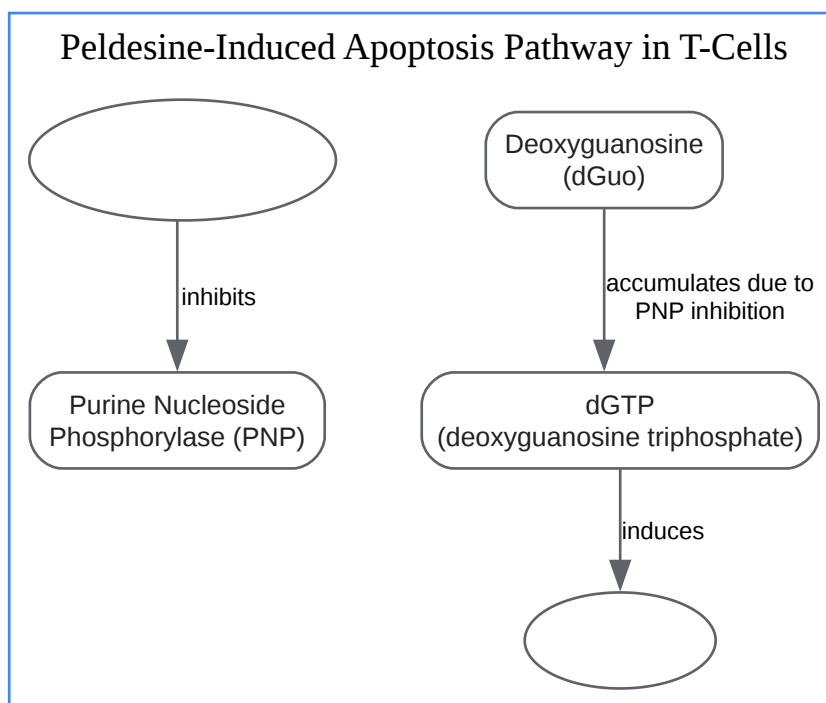 Peldesine-Induced Apoptosis Pathway in T-Cells
Deoxyguanosine
(dGuo)
inhibits
accumulates due to
PNP inhibition
Purine Nucleoside
Phosphorylase (PNP)
dGTP
(deoxyguanosine triphosphate)
induces